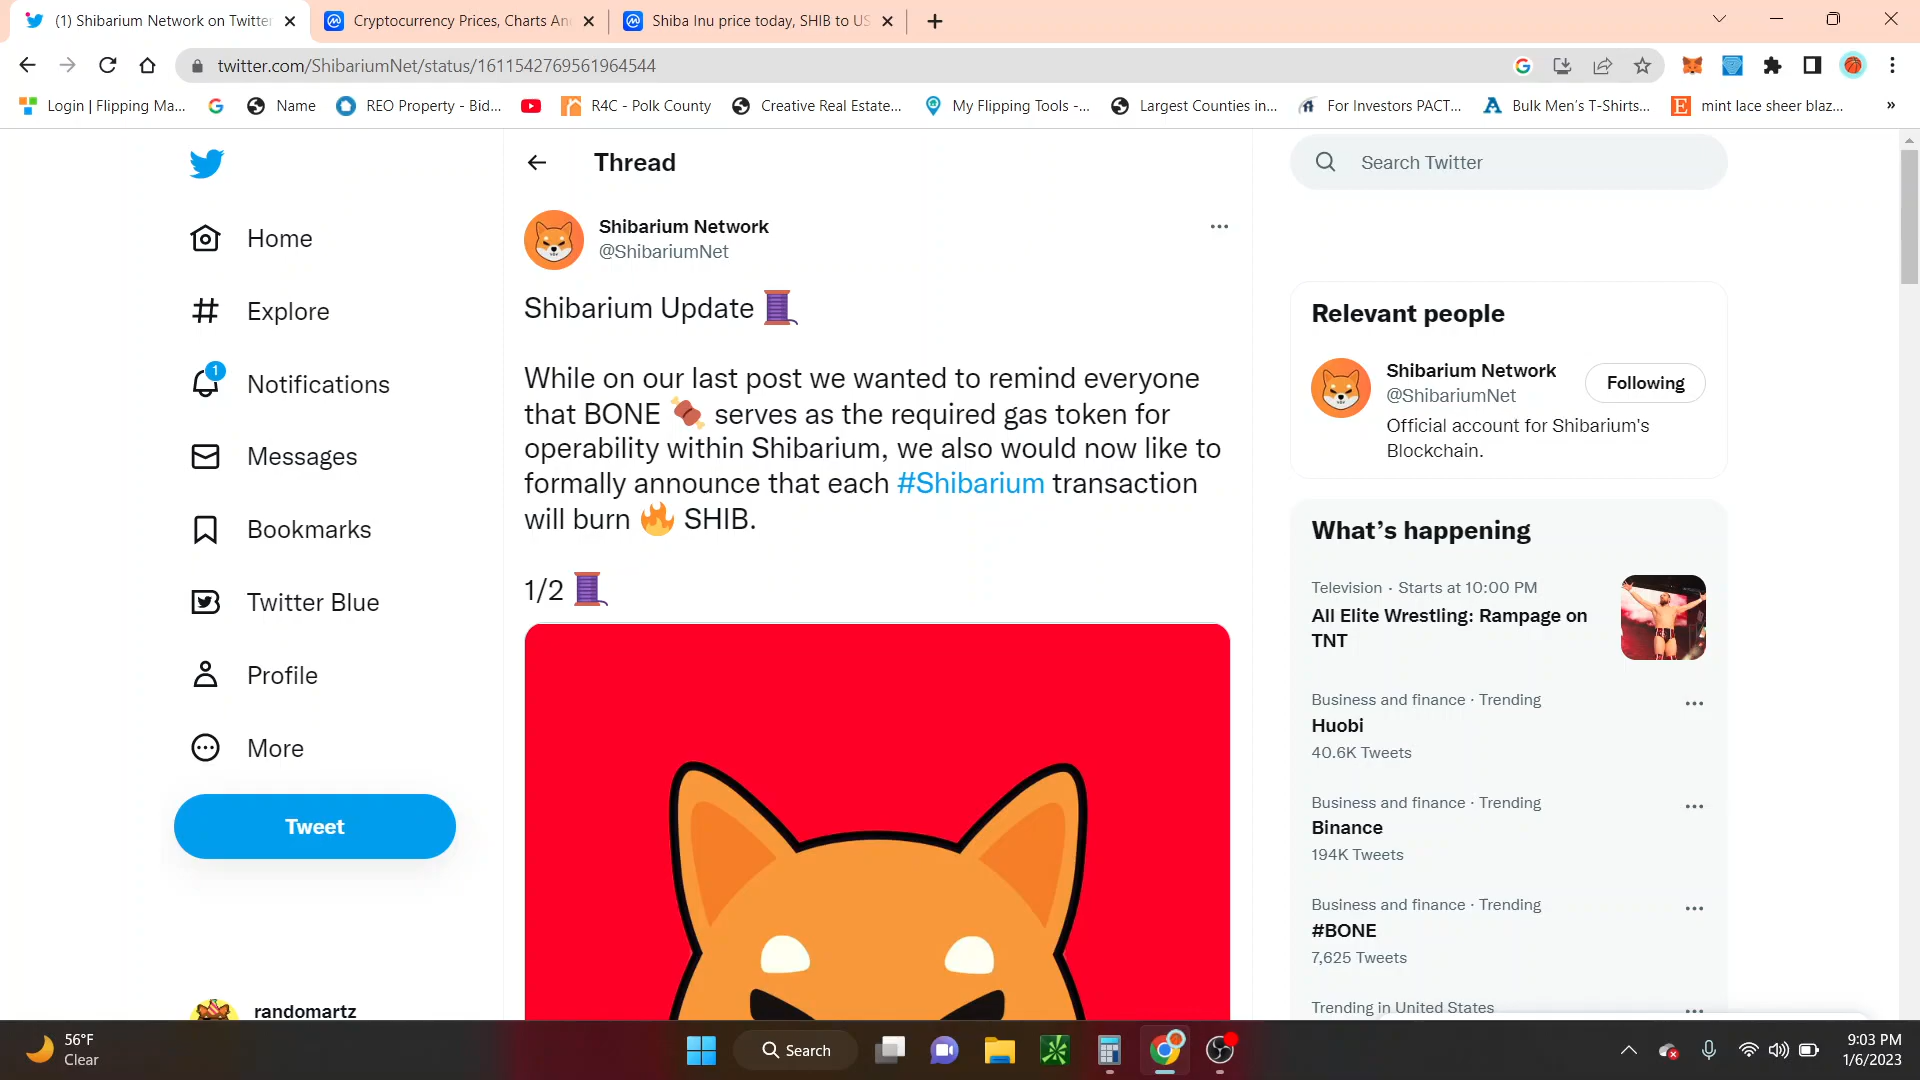 (1) Shibarium Network on Twitter
Cryptocurrency Prices, Charts An
Shiba Inu price today, SHIB to US
twitter.com/ShibariumNet/status/1611542769561964544
Login | Flipping Ma...
Name
REO Property - Bid...
R4C - Polk County
Creative Real Estate...
My Flipping Tools -...
Largest Counties in...
For Investors PACT...
Bulk Men's T-Shirts...
mint lace sheer blaz...
»
Home
Explore
1
Notifications
Messages
Bookmarks
Twitter Blue
Profile
More
Tweet
randomartz
Thread
Shibarium Network
@ShibariumNet
Shibarium Update 🧵
While on our last post we wanted to remind everyone
that BONE 🍖 serves as the required gas token for
operability within Shibarium, we also would now like to
formally announce that each #Shibarium transaction
will burn 🔥 SHIB.
1/2 🧵
Search Twitter
Relevant people
Shibarium Network
@ShibariumNet
Following
Official account for Shibarium's
Blockchain.
What's happening
Television · Starts at 10:00 PM
All Elite Wrestling: Rampage on
TNT
Business and finance · Trending
Huobi
40.6K Tweets
Business and finance · Trending
Binance
194K Tweets
Business and finance · Trending
#BONE
7,625 Tweets
Trending in United States
56°F
Clear
Search
9:03 PM
1/6/2023